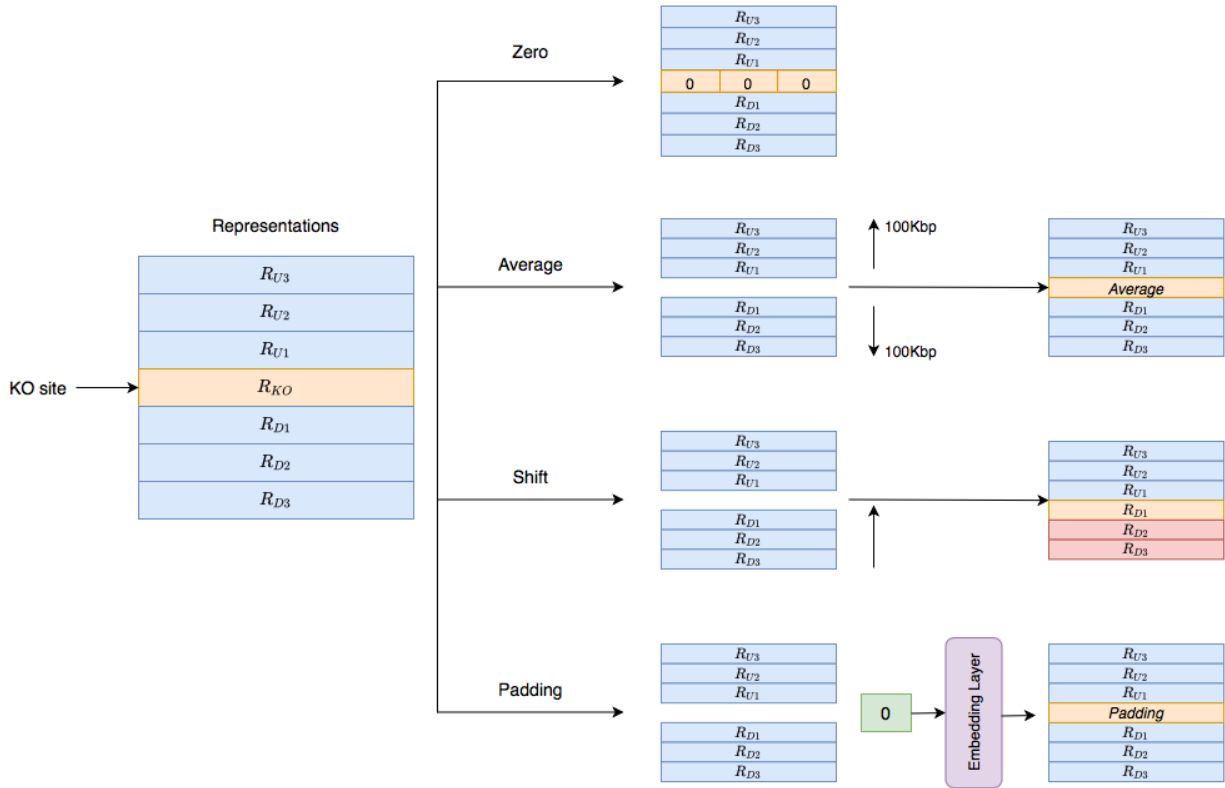 Representations
KO site
R_{U3}
R_{U2}
R_{U1}
R_{KO}
R_{D1}
R_{D2}
R_{D3}
Zero
R_{U3}
R_{U2}
R_{U1}
0 0 0
R_{D1}
R_{D2}
R_{D3}
Average
R_{U3}
R_{U2}
R_{U1}
R_{D1}
R_{D2}
R_{D3}
100Kbp
100Kbp
R_{U3}
R_{U2}
R_{U1}
Average
R_{D1}
R_{D2}
R_{D3}
Shift
R_{U3}
R_{U2}
R_{U1}
R_{D1}
R_{D2}
R_{D3}
R_{U3}
R_{U2}
R_{U1}
R_{D1}
R_{D2}
R_{D3}
Padding
R_{U3}
R_{U2}
R_{U1}
R_{D1}
R_{D2}
R_{D3}
0
Embedding Layer
R_{U3}
R_{U2}
R_{U1}
Padding
R_{D1}
R_{D2}
R_{D3}